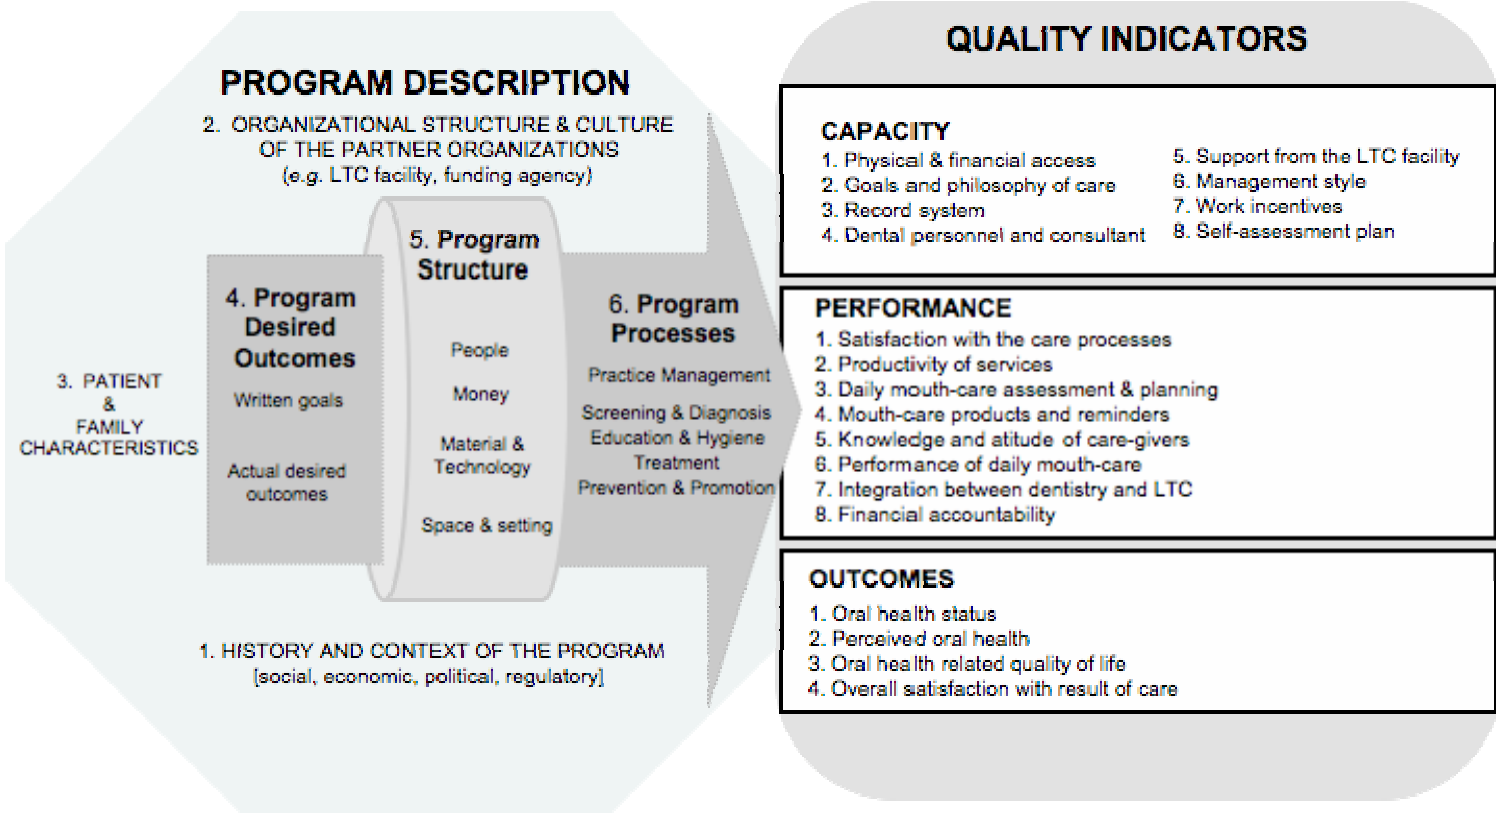 PROGRAM DESCRIPTION
2. ORGANIZATIONAL STRUCTURE & CULTURE
OF THE PARTNER ORGANIZATIONS
(e.g. LTC facility, funding agency)
3. PATIENT
&
FAMILY
CHARACTERISTICS
4. Program
Desired
Outcomes
Written goals
Actual desired
outcomes
5. Program
Structure
People
Money
Material &
Technology
Space & setting
6. Program
Processes
Practice Management
Screening & Diagnosis
Education & Hygiene
Treatment
Prevention & Promotion
1. HISTORY AND CONTEXT OF THE PROGRAM
[social, economic, political, regulatory]
QUALITY INDICATORS
CAPACITY
1. Physical & financial access
2. Goals and philosophy of care
3. Record system
4. Dental personnel and consultant
5. Support from the LTC facility
6. Management style
7. Work incentives
8. Self-assessment plan
PERFORMANCE
1. Satisfaction with the care processes
2. Productivity of services
3. Daily mouth-care assessment & planning
4. Mouth-care products and reminders
5. Knowledge and atitude of care-givers
6. Performance of daily mouth-care
7. Integration between dentistry and LTC
8. Financial accountability
OUTCOMES
1. Oral health status
2. Perceived oral health
3. Oral health related quality of life
4. Overall satisfaction with result of care